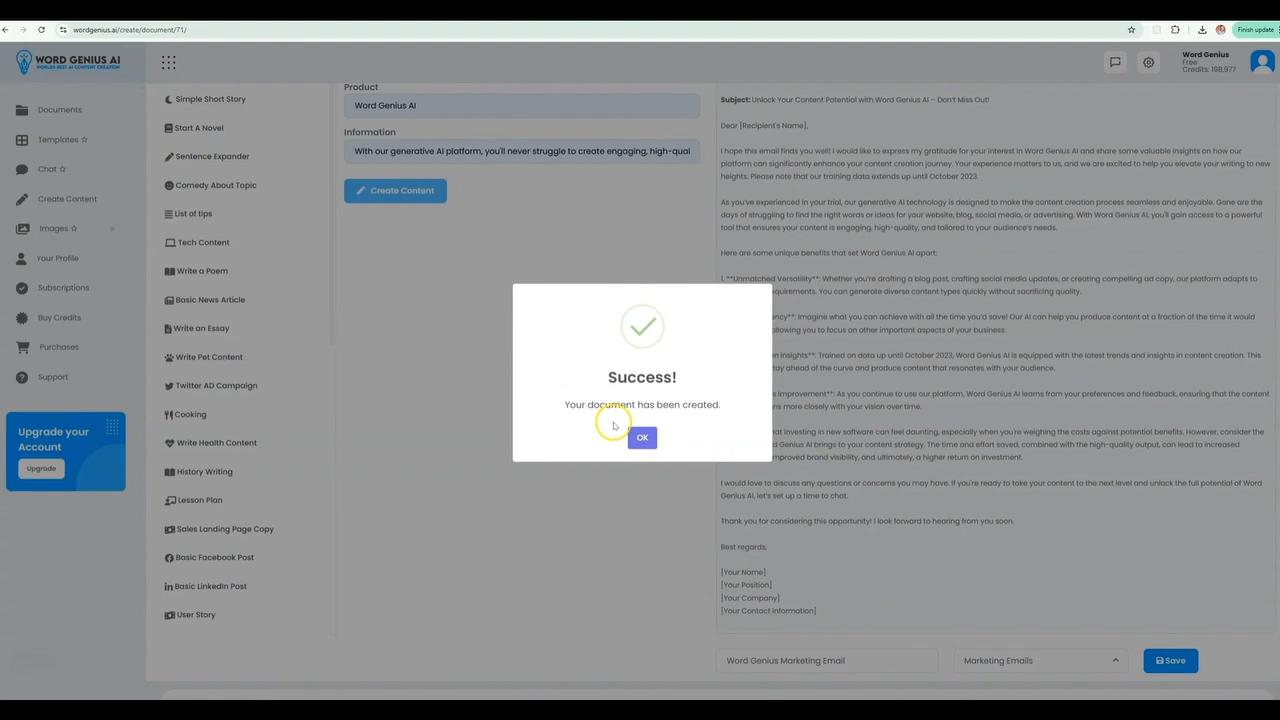 wordgenius.ai/create/document/71/
Finish update
WORD GENIUS AI
WORLDS BEST AI CONTENT CREATION
Word Genius
Free
Credits: 198,977
Documents
Templates
Chat
Create Content
Images
Your Profile
Subscriptions
Buy Credits
Purchases
Support
Upgrade your
Account
Upgrade
Simple Short Story
Start A Novel
Sentence Expander
Comedy About Topic
List of tips
Tech Content
Write a Poem
Basic News Article
Write an Essay
Write Pet Content
Twitter AD Campaign
Cooking
Write Health Content
History Writing
Lesson Plan
Sales Landing Page Copy
Basic Facebook Post
Basic LinkedIn Post
User Story
Product
Word Genius AI
Information
With our generative AI platform, you'll never struggle to create engaging, high-qual
Create Content
Success!
Your document has been created.
OK
Subject: Unlock Your Content Potential with Word Genius AI – Don't Miss Out!
Dear [Recipient's Name],
I hope this email finds you well! I would like to express my gratitude for your interest in Word Genius AI and share some valuable insights on how our
platform can significantly enhance your content creation journey. Your experience matters to us, and we are excited to help you elevate your writing to new
heights. Please note that our training data extends up until October 2023.
As you've experienced in your trial, our generative AI technology is designed to make the content creation process seamless and enjoyable. Gone are the
days of struggling to find the right words or ideas for your website, blog, social media, or advertising. With Word Genius AI, you'll gain access to a powerful
tool that ensures your content is engaging, high-quality, and tailored to your audience's needs.
Here are some unique benefits that set Word Genius AI apart:
1. **Unmatched Versatility**: Whether you're drafting a blog post, crafting social media updates, or creating compelling ad copy, our platform adapts to
requirements. You can generate diverse content types quickly without sacrificing quality.
Imagine what you can achieve with all the time you'd save! Our AI can help you produce content at a fraction of the time it would
allowing you to focus on other important aspects of your business.
Insights**: Trained on data up until October 2023, Word Genius AI is equipped with the latest trends and insights in content creation. This
ahead of the curve and produce content that resonates with your audience.
Improvement**: As you continue to use our platform, Word Genius AI learns from your preferences and feedback, ensuring that the content
more closely with your vision over time.
that investing in new software can feel daunting, especially when you're weighing the costs against potential benefits. However, consider the
Genius AI brings to your content strategy. The time and effort saved, combined with the high-quality output, can lead to increased
improved brand visibility, and ultimately, a higher return on investment.
I would love to discuss any questions or concerns you may have. If you're ready to take your content to the next level and unlock the full potential of Word
Genius AI, let's set up a time to chat.
Thank you for considering this opportunity! I look forward to hearing from you soon.
Best regards,
[Your Name]
[Your Position]
[Your Company]
[Your Contact Information]
Word Genius Marketing Email
Marketing Emails
Save